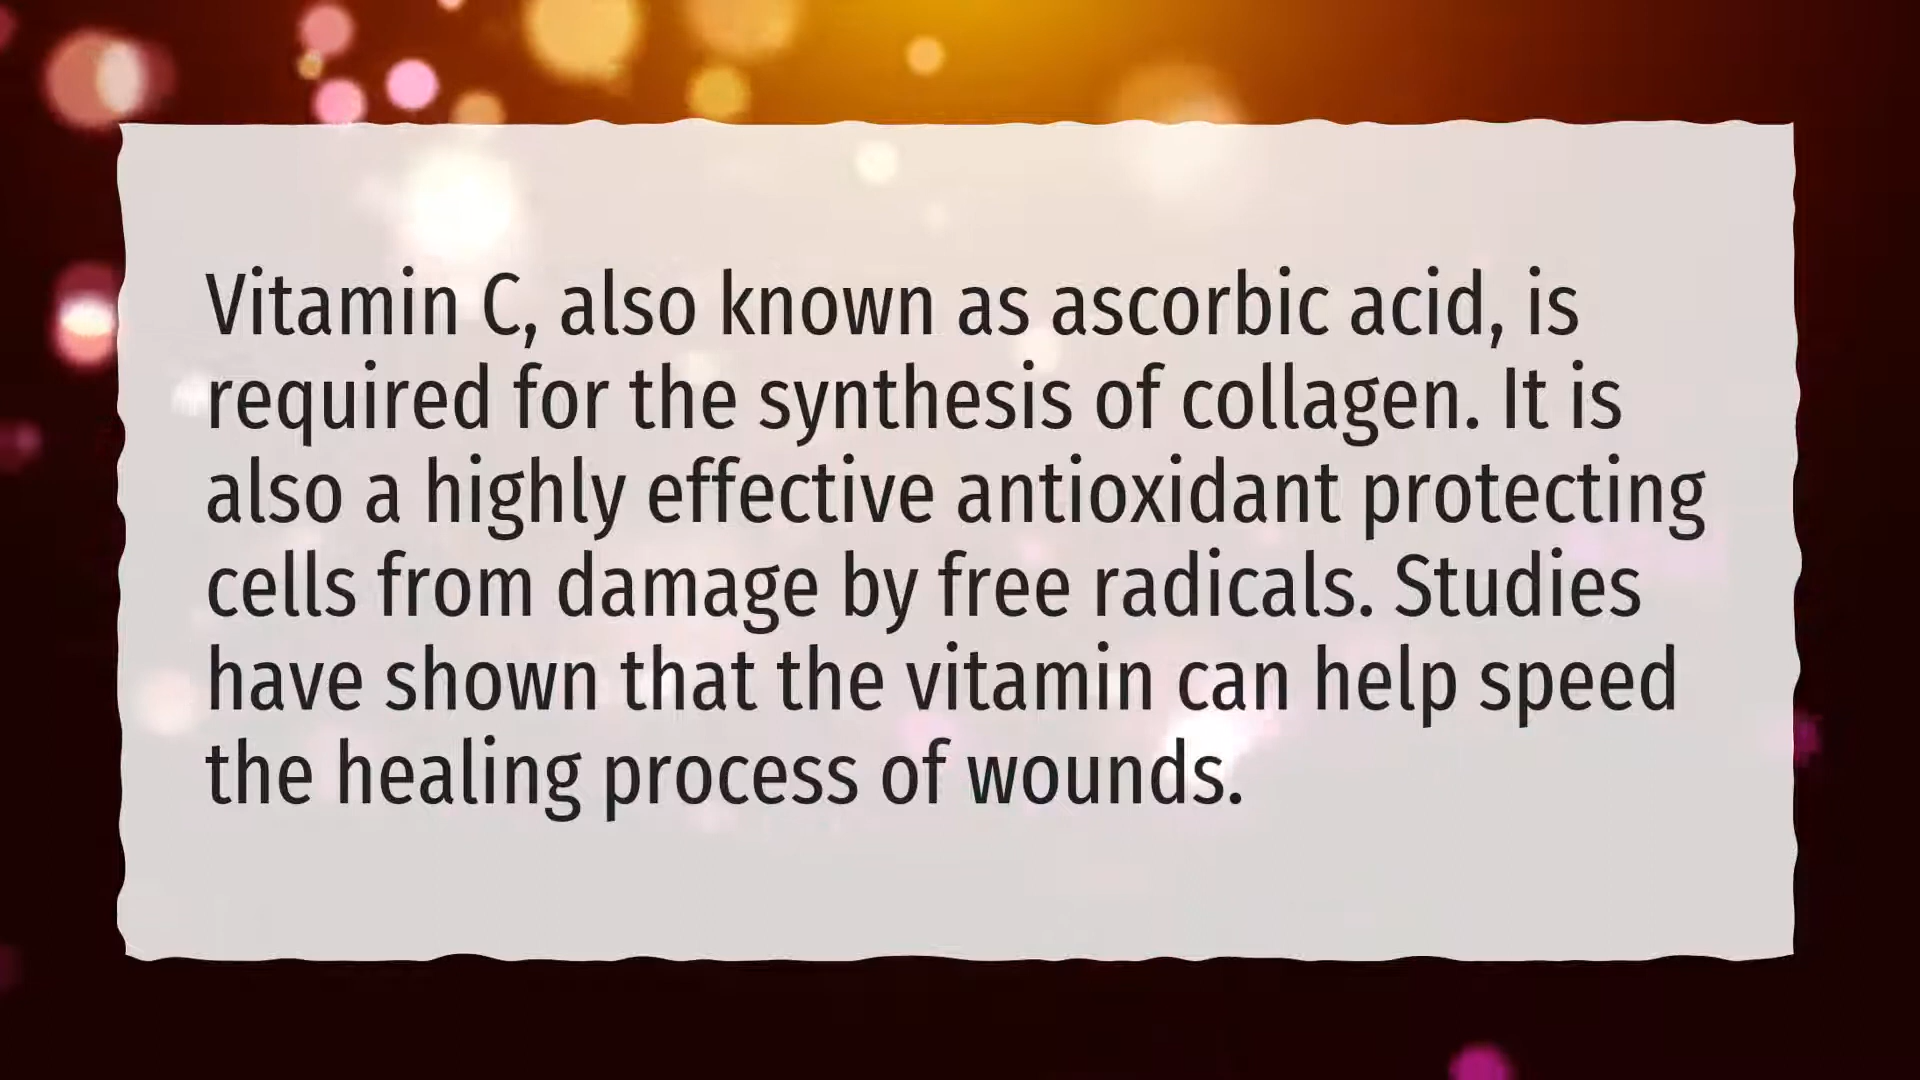 Vitamin C, also known as ascorbic acid, is
required for the synthesis of collagen. It is
also a highly effective antioxidant protecting
cells from damage by free radicals. Studies
have shown that the vitamin can help speed
the healing process of wounds.